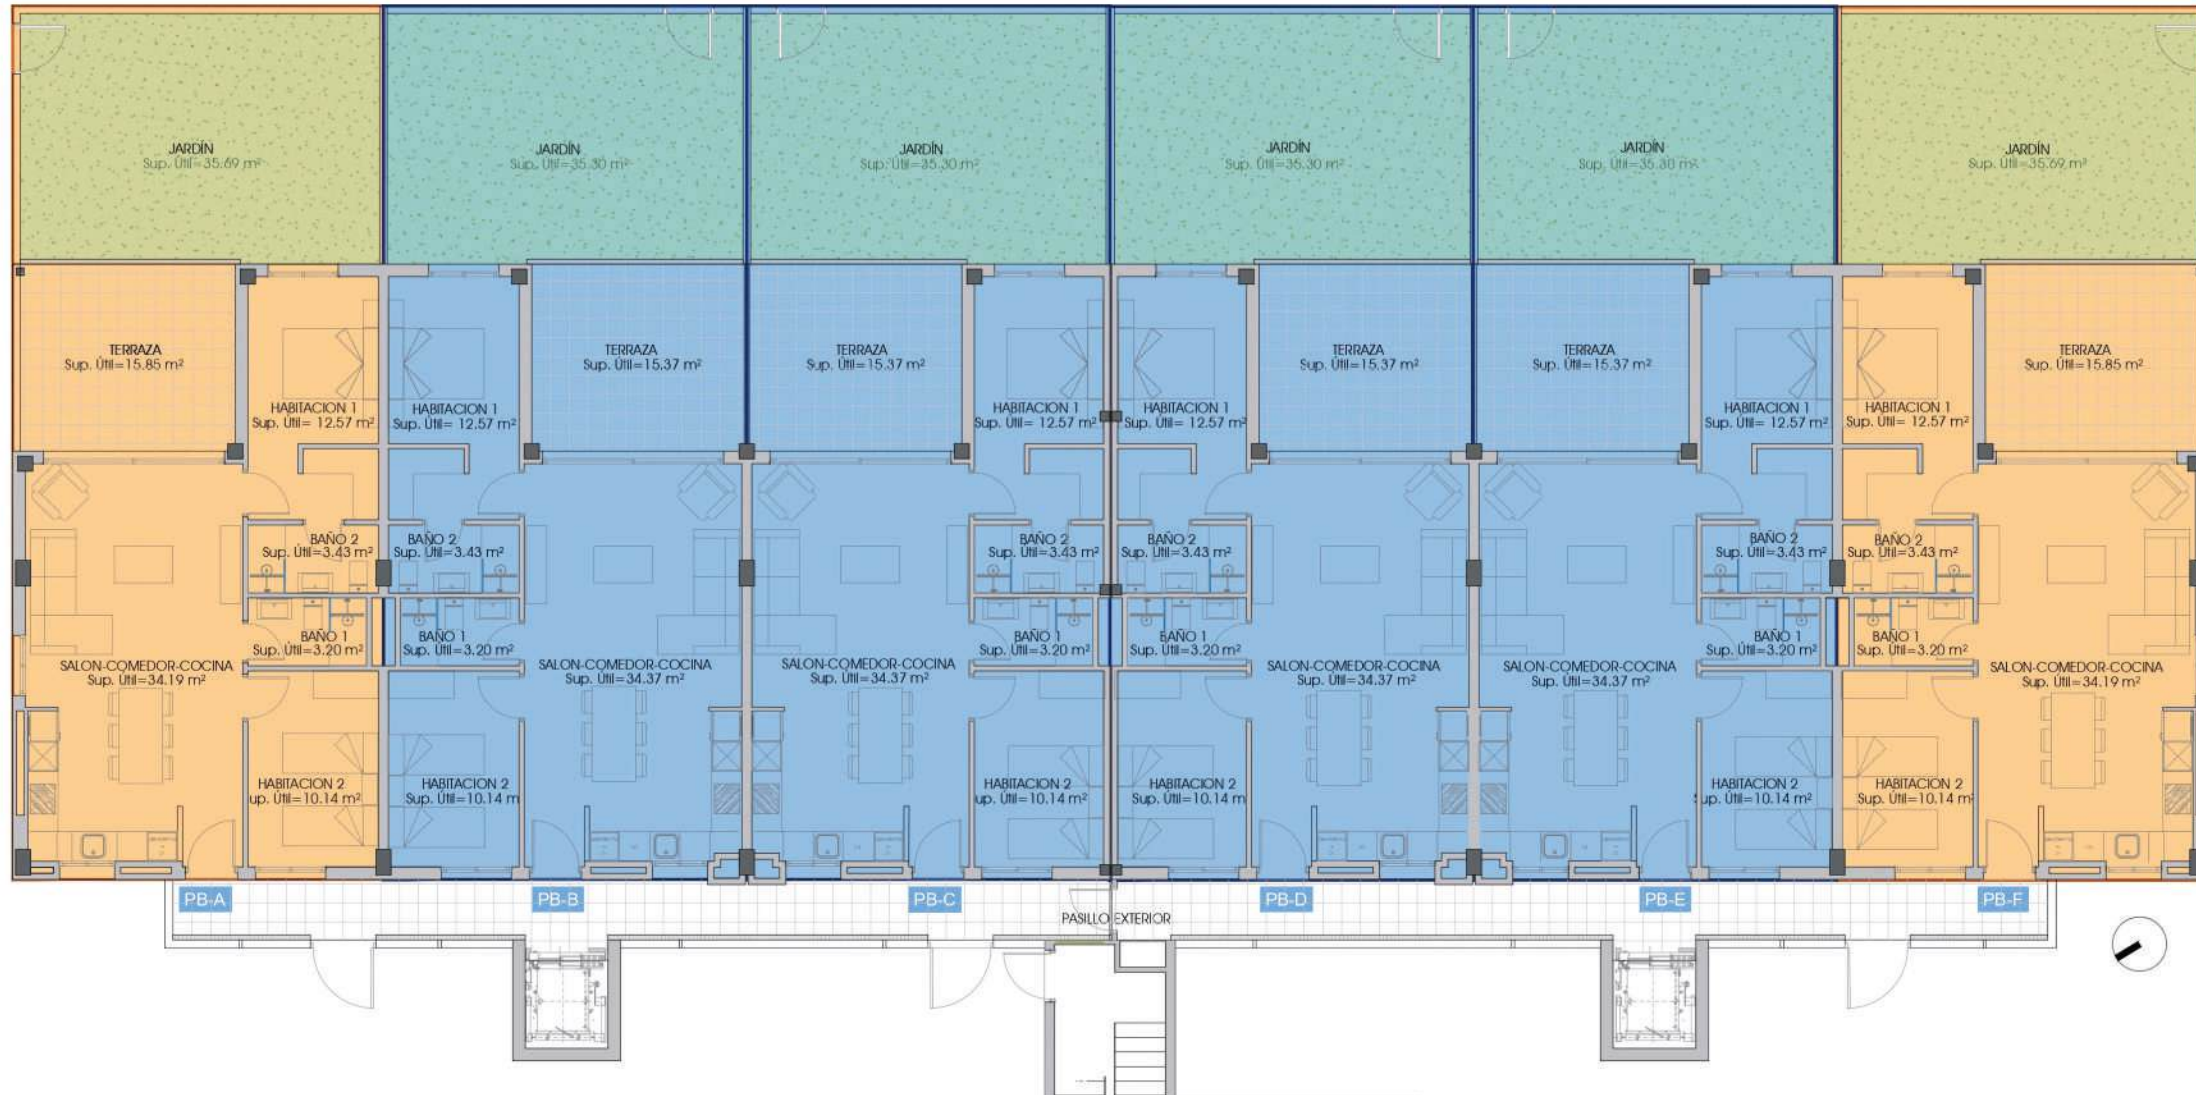 JARDÍN
Sup. Útil=35.69 m²
JARDÍN
Sup. Útil=35.30 m²
JARDÍN
Sup. Útil=35.30 m²
JARDÍN
Sup. Útil=35.30 m²
JARDÍN
Sup. Útil=35.30 m²
JARDÍN
Sup. Útil=35.69 m²
TERRAZA
Sup. Útil=15.85 m²
TERRAZA
Sup. Útil=15.37 m²
TERRAZA
Sup. Útil=15.37 m²
TERRAZA
Sup. Útil=15.37 m²
TERRAZA
Sup. Útil=15.37 m²
TERRAZA
Sup. Útil=15.85 m²
HABITACION 1
Sup. Útil= 12.57 m²
HABITACION 1
Sup. Útil= 12.57 m²
HABITACION 1
Sup. Útil= 12.57 m²
HABITACION 1
Sup. Útil= 12.57 m²
HABITACION 1
Sup. Útil= 12.57 m²
HABITACION 1
Sup. Útil= 12.57 m²
BAÑO 2
Sup. Útil=3.43 m²
BAÑO 2
Sup. Útil=3.43 m²
BAÑO 2
Sup. Útil=3.43 m²
BAÑO 2
Sup. Útil=3.43 m²
BAÑO 2
Sup. Útil=3.43 m²
BAÑO 2
Sup. Útil=3.43 m²
BAÑO 1
Sup. Útil=3.20 m²
BAÑO 1
Sup. Útil=3.20 m²
BAÑO 1
Sup. Útil=3.20 m²
BAÑO 1
Sup. Útil=3.20 m²
BAÑO 1
Sup. Útil=3.20 m²
BAÑO 1
Sup. Útil=3.20 m²
SALON-COMEDOR-COCINA
Sup. Útil=34.19 m²
SALON-COMEDOR-COCINA
Sup. Útil=34.37 m²
SALON-COMEDOR-COCINA
Sup. Útil=34.37 m²
SALON-COMEDOR-COCINA
Sup. Útil=34.37 m²
SALON-COMEDOR-COCINA
Sup. Útil=34.37 m²
SALON-COMEDOR-COCINA
Sup. Útil=34.19 m²
HABITACION 2
up. Útil=10.14 m²
HABITACION 2
Sup. Útil=10.14 m
HABITACION 2
up. Útil=10.14 m²
HABITACION 2
Sup. Útil=10.14 m
HABITACION 2
Sup. Útil=10.14 m²
HABITACION 2
Sup. Útil=10.14 m²
PB-A
PB-B
PB-C
PB-D
PB-E
PB-F
PASILLO EXTERIOR